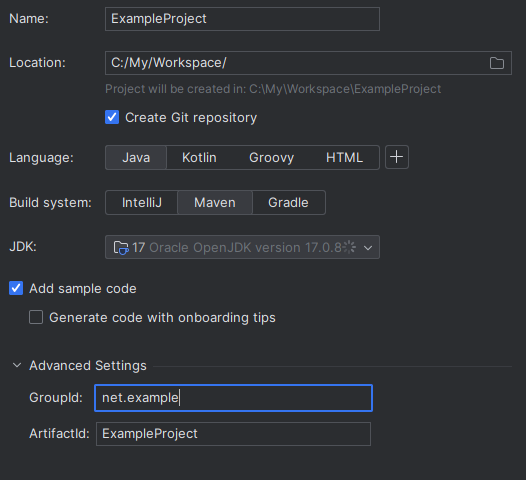 Name: ExampleProject
Location: C:/My/Workspace/
Project will be created in: C:\My\Workspace\ExampleProject
Create Git repository
Language: Java Kotlin Groovy HTML +
Build system: IntelliJ Maven Gradle
JDK: 17 Oracle OpenJDK version 17.0.8
Add sample code
Generate code with onboarding tips
Advanced Settings
GroupId: net.example
ArtifactId: ExampleProject